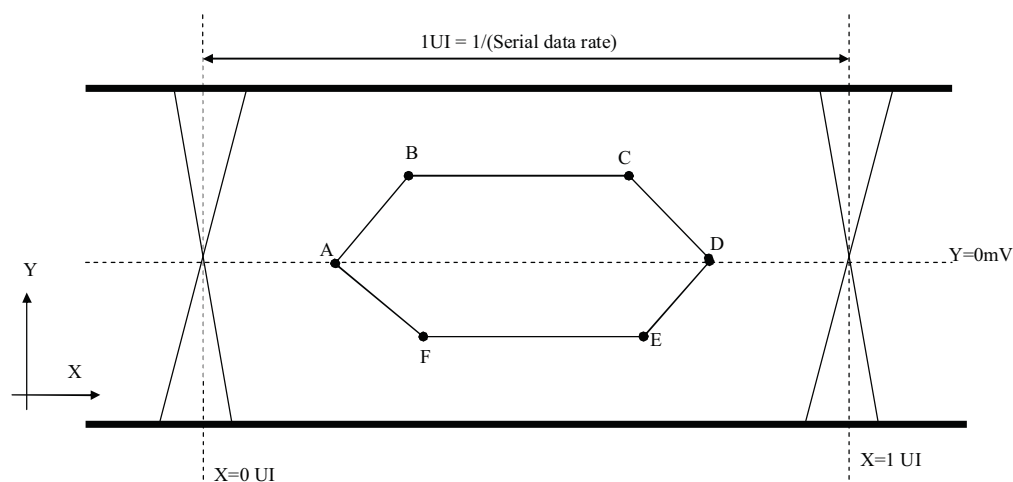 1UI = 1/(Serial data rate)
B
C
A
D
Y=0mV
Y
F
E
X
X=0 UI
X=1 UI